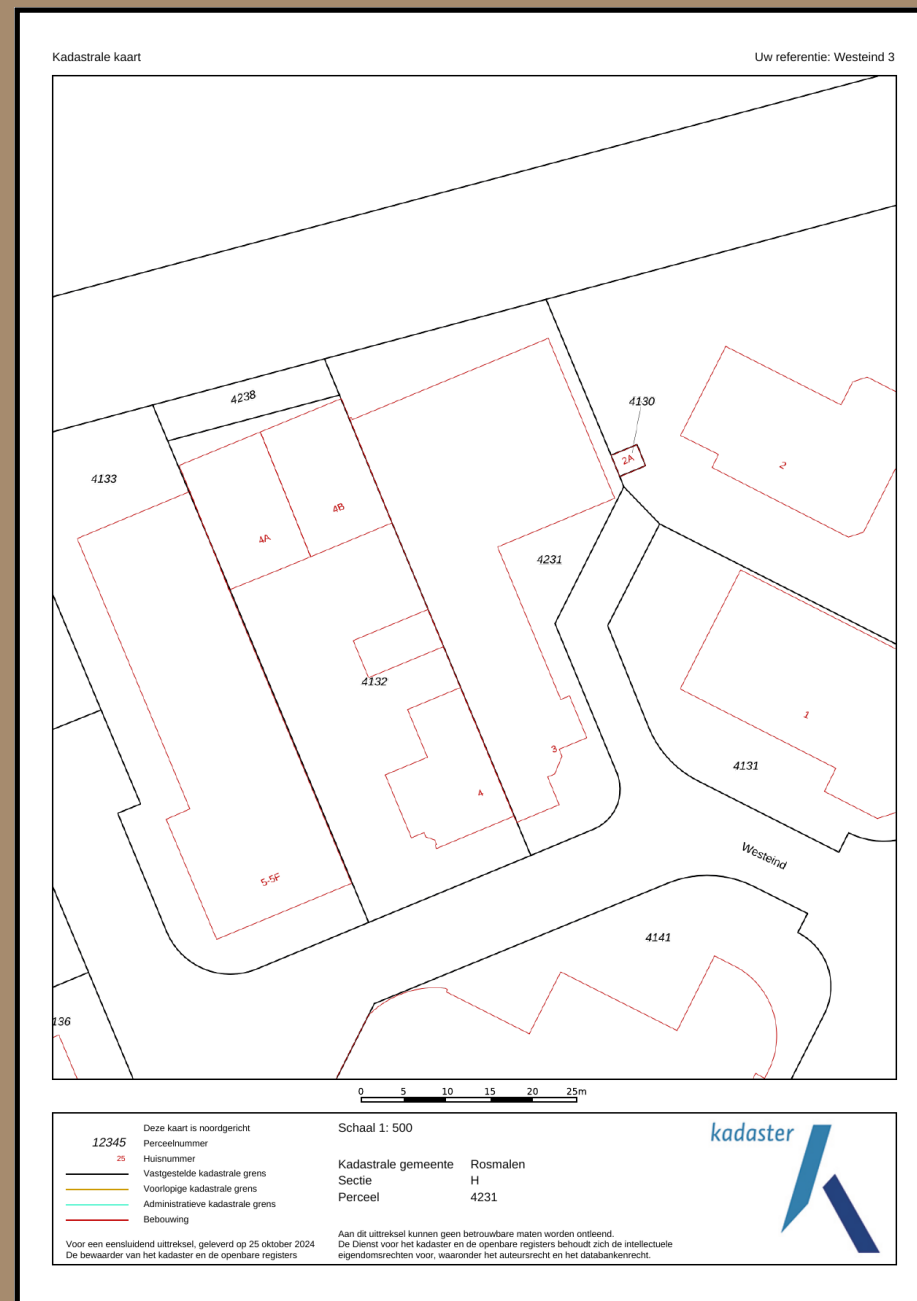 Kadastrale kaart
Uw referentie: Westeind 3
4238
4130
2A
2
4133
4B
4A
4231
4132
3
1
4131
4
Westeind
5-5F
4141
136
0 5 10 15 20 25m
Deze kaart is noordgericht
12345 Perceelnummer
25 Huisnummer
Vastgestelde kadastrale grens
Voorlopige kadastrale grens
Administratieve kadastrale grens
Bebouwing
Voor een eensluidend uittreksel, geleverd op 25 oktober 2024
De bewaarder van het kadaster en de openbare registers
Schaal 1: 500
Kadastrale gemeente Rosmalen
Sectie H
Perceel 4231
Aan dit uittreksel kunnen geen betrouwbare maten worden ontleend.
De Dienst voor het kadaster en de openbare registers behoudt zich de intellectuele
eigendomsrechten voor, waaronder het auteursrecht en het databankenrecht.
kadaster